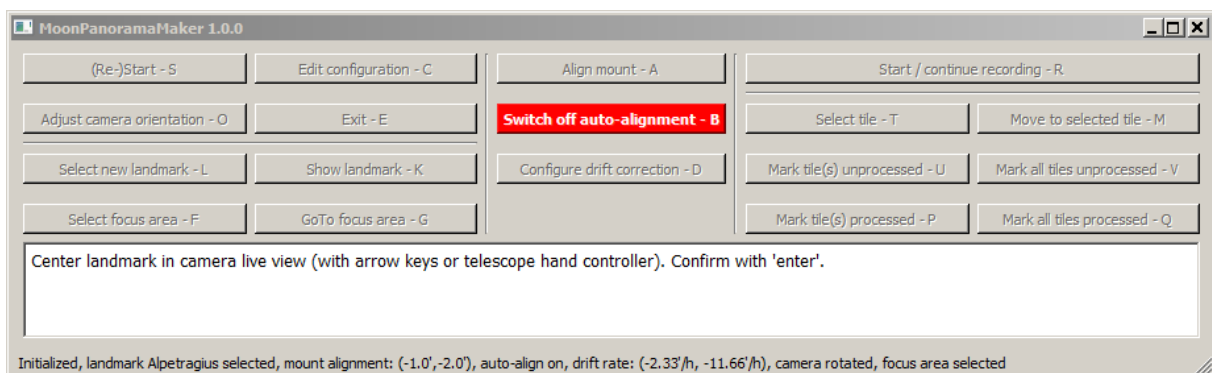 MoonPanoramaMaker 1.0.0
(Re-)Start - S
Edit configuration - C
Align mount - A
Start / continue recording - R
Adjust camera orientation - O
Exit - E
Switch off auto-alignment - B
Select tile - T
Move to selected tile - M
Select new landmark - L
Show landmark - K
Configure drift correction - D
Mark tile(s) unprocessed - U
Mark all tiles unprocessed - V
Select focus area - F
GoTo focus area - G
Mark tile(s) processed - P
Mark all tiles processed - Q
Center landmark in camera live view (with arrow keys or telescope hand controller). Confirm with 'enter'.
Initialized, landmark Alpetragius selected, mount alignment: (-1.0',-2.0'), auto-align on, drift rate: (-2.33'/h, -11.66'/h), camera rotated, focus area selected